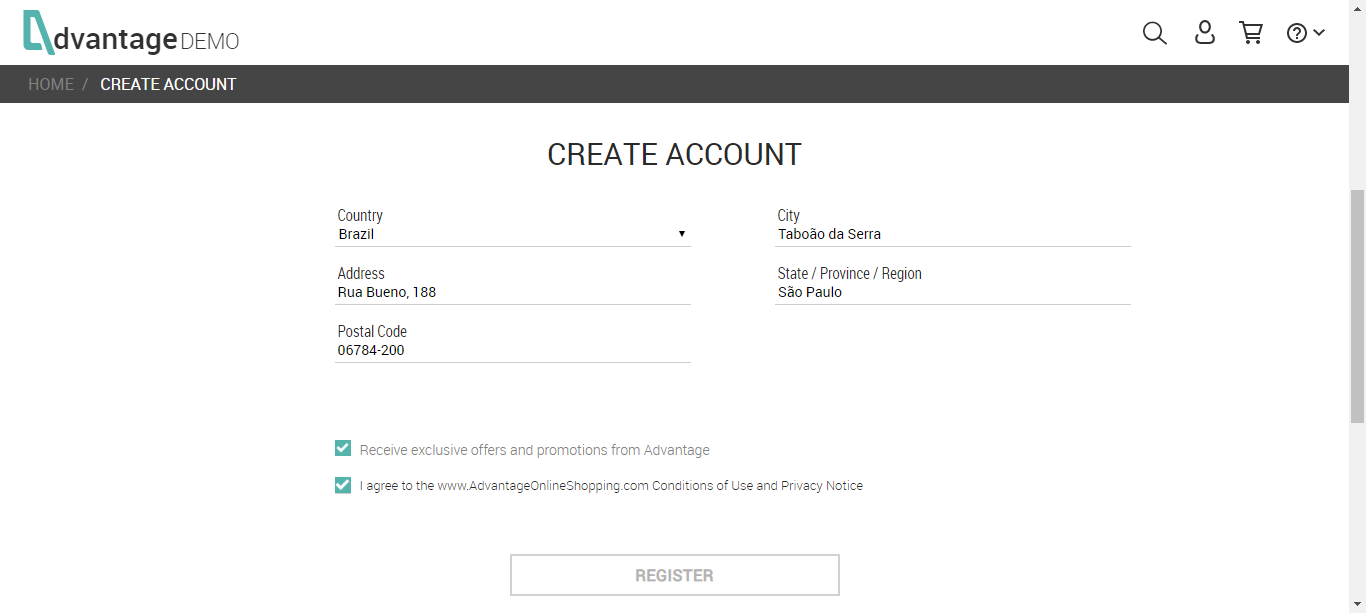 dvantage DEMO
HOME / CREATE ACCOUNT
CREATE ACCOUNT
Country
Brazil
City
Taboão da Serra
Address
Rua Bueno, 188
State / Province / Region
São Paulo
Postal Code
06784-200
Receive exclusive offers and promotions from Advantage
I agree to the www.AdvantageOnlineShopping.com Conditions of Use and Privacy Notice
REGISTER